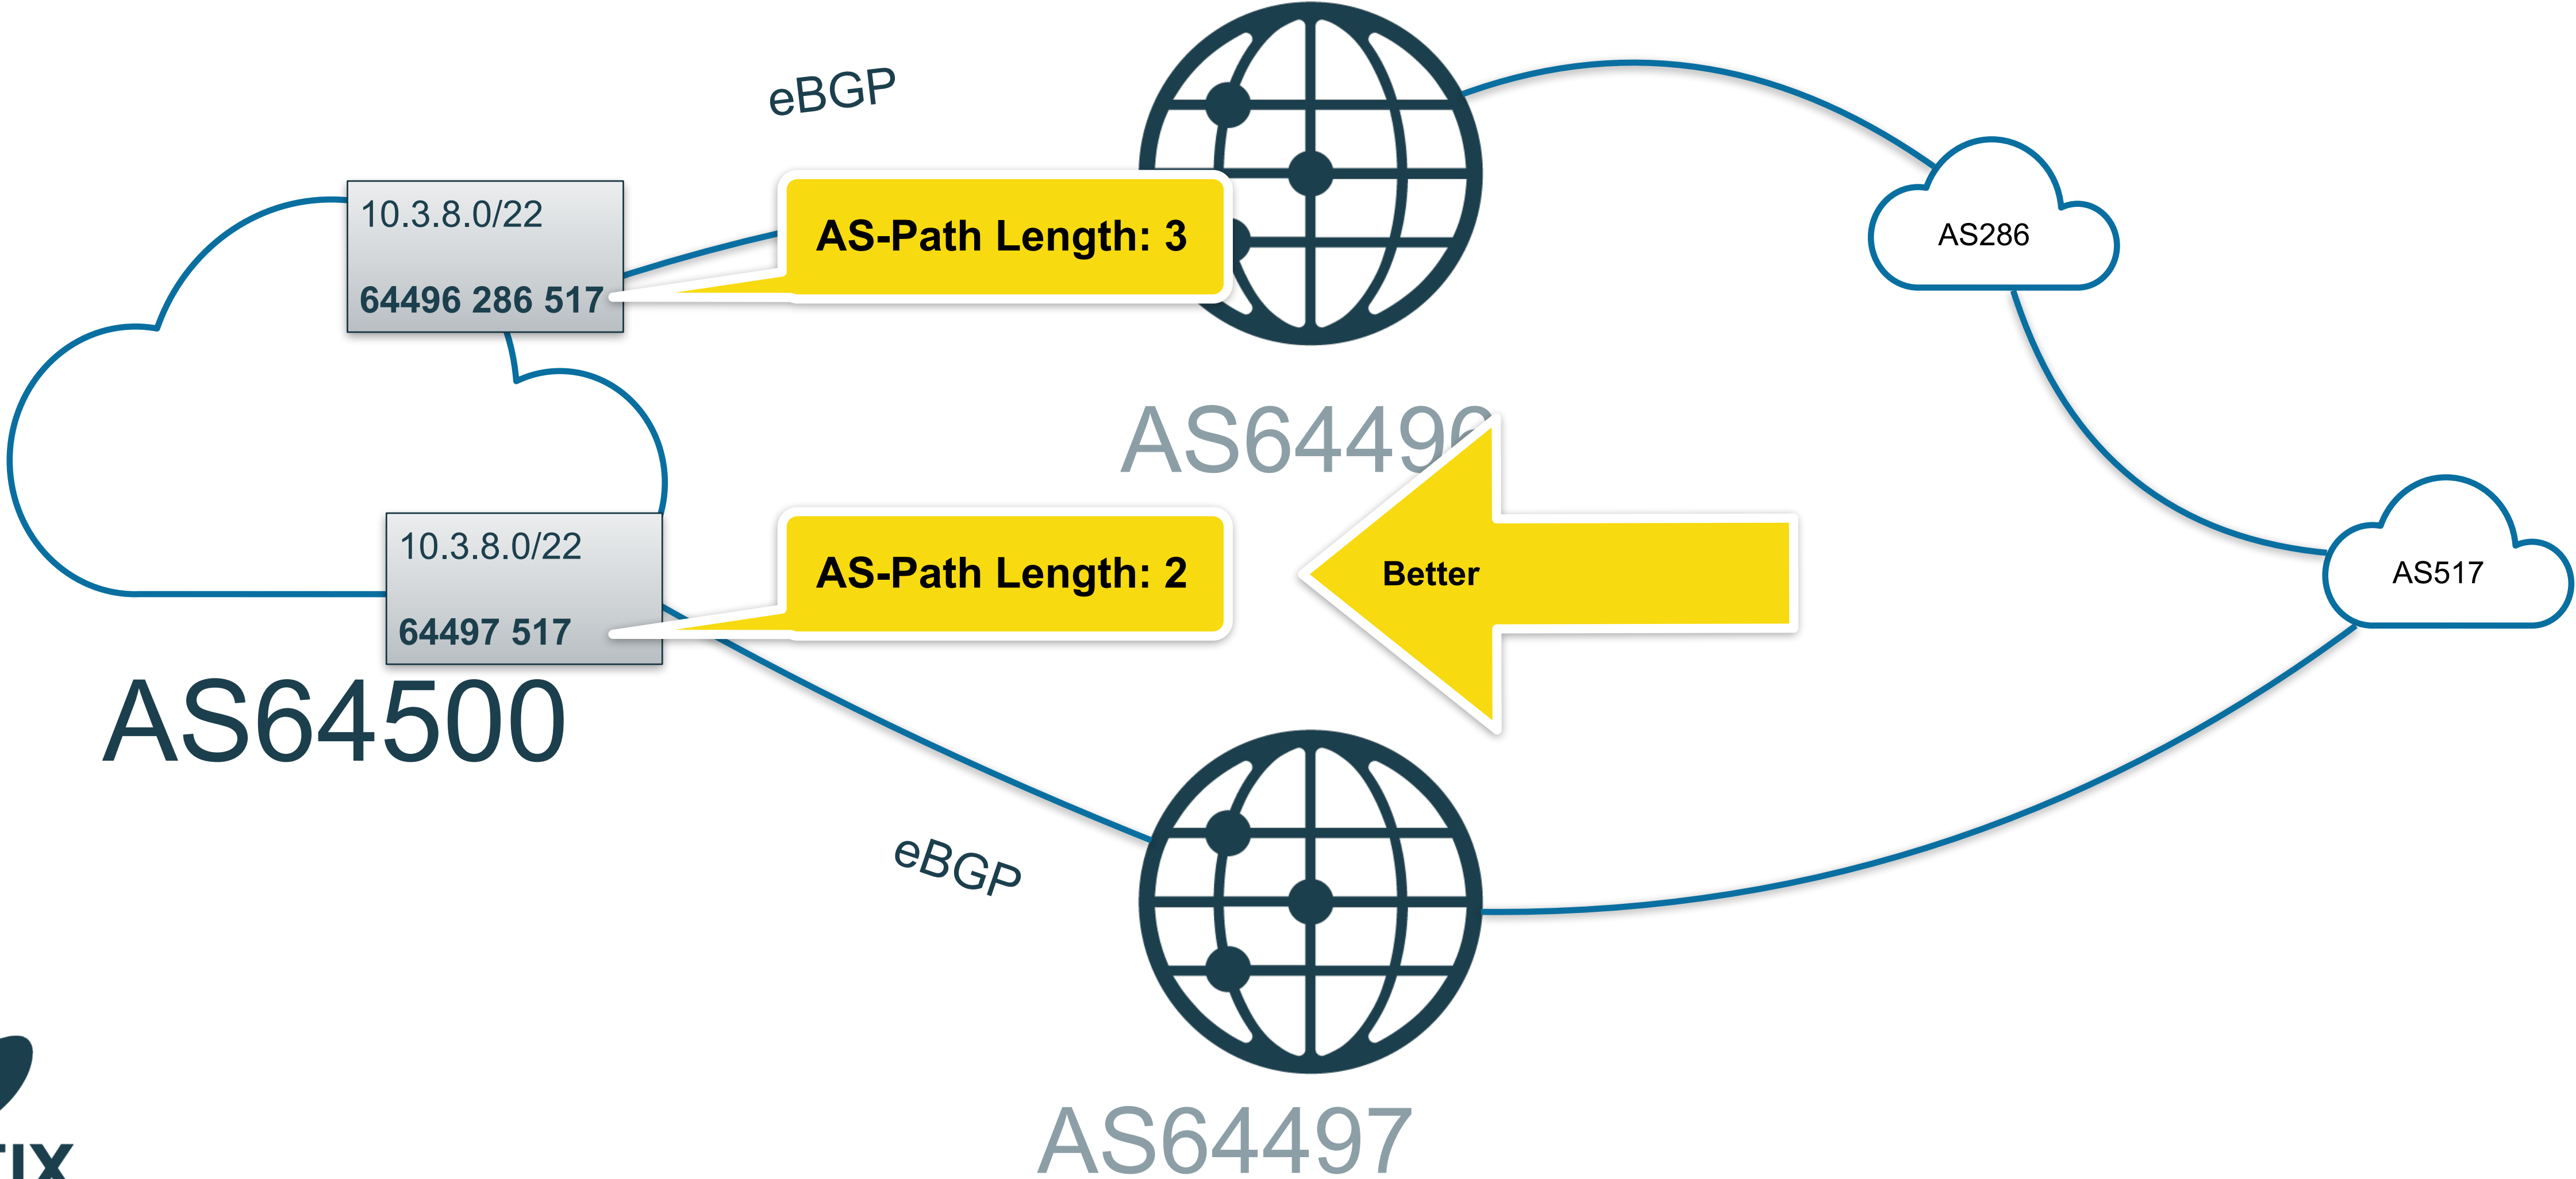 eBGP
10.3.8.0/22
64496 286 517
AS-Path Length: 3
AS286
AS64496
10.3.8.0/22
64497 517
AS-Path Length: 2
Better
AS517
AS64500
eBGP
AS64497